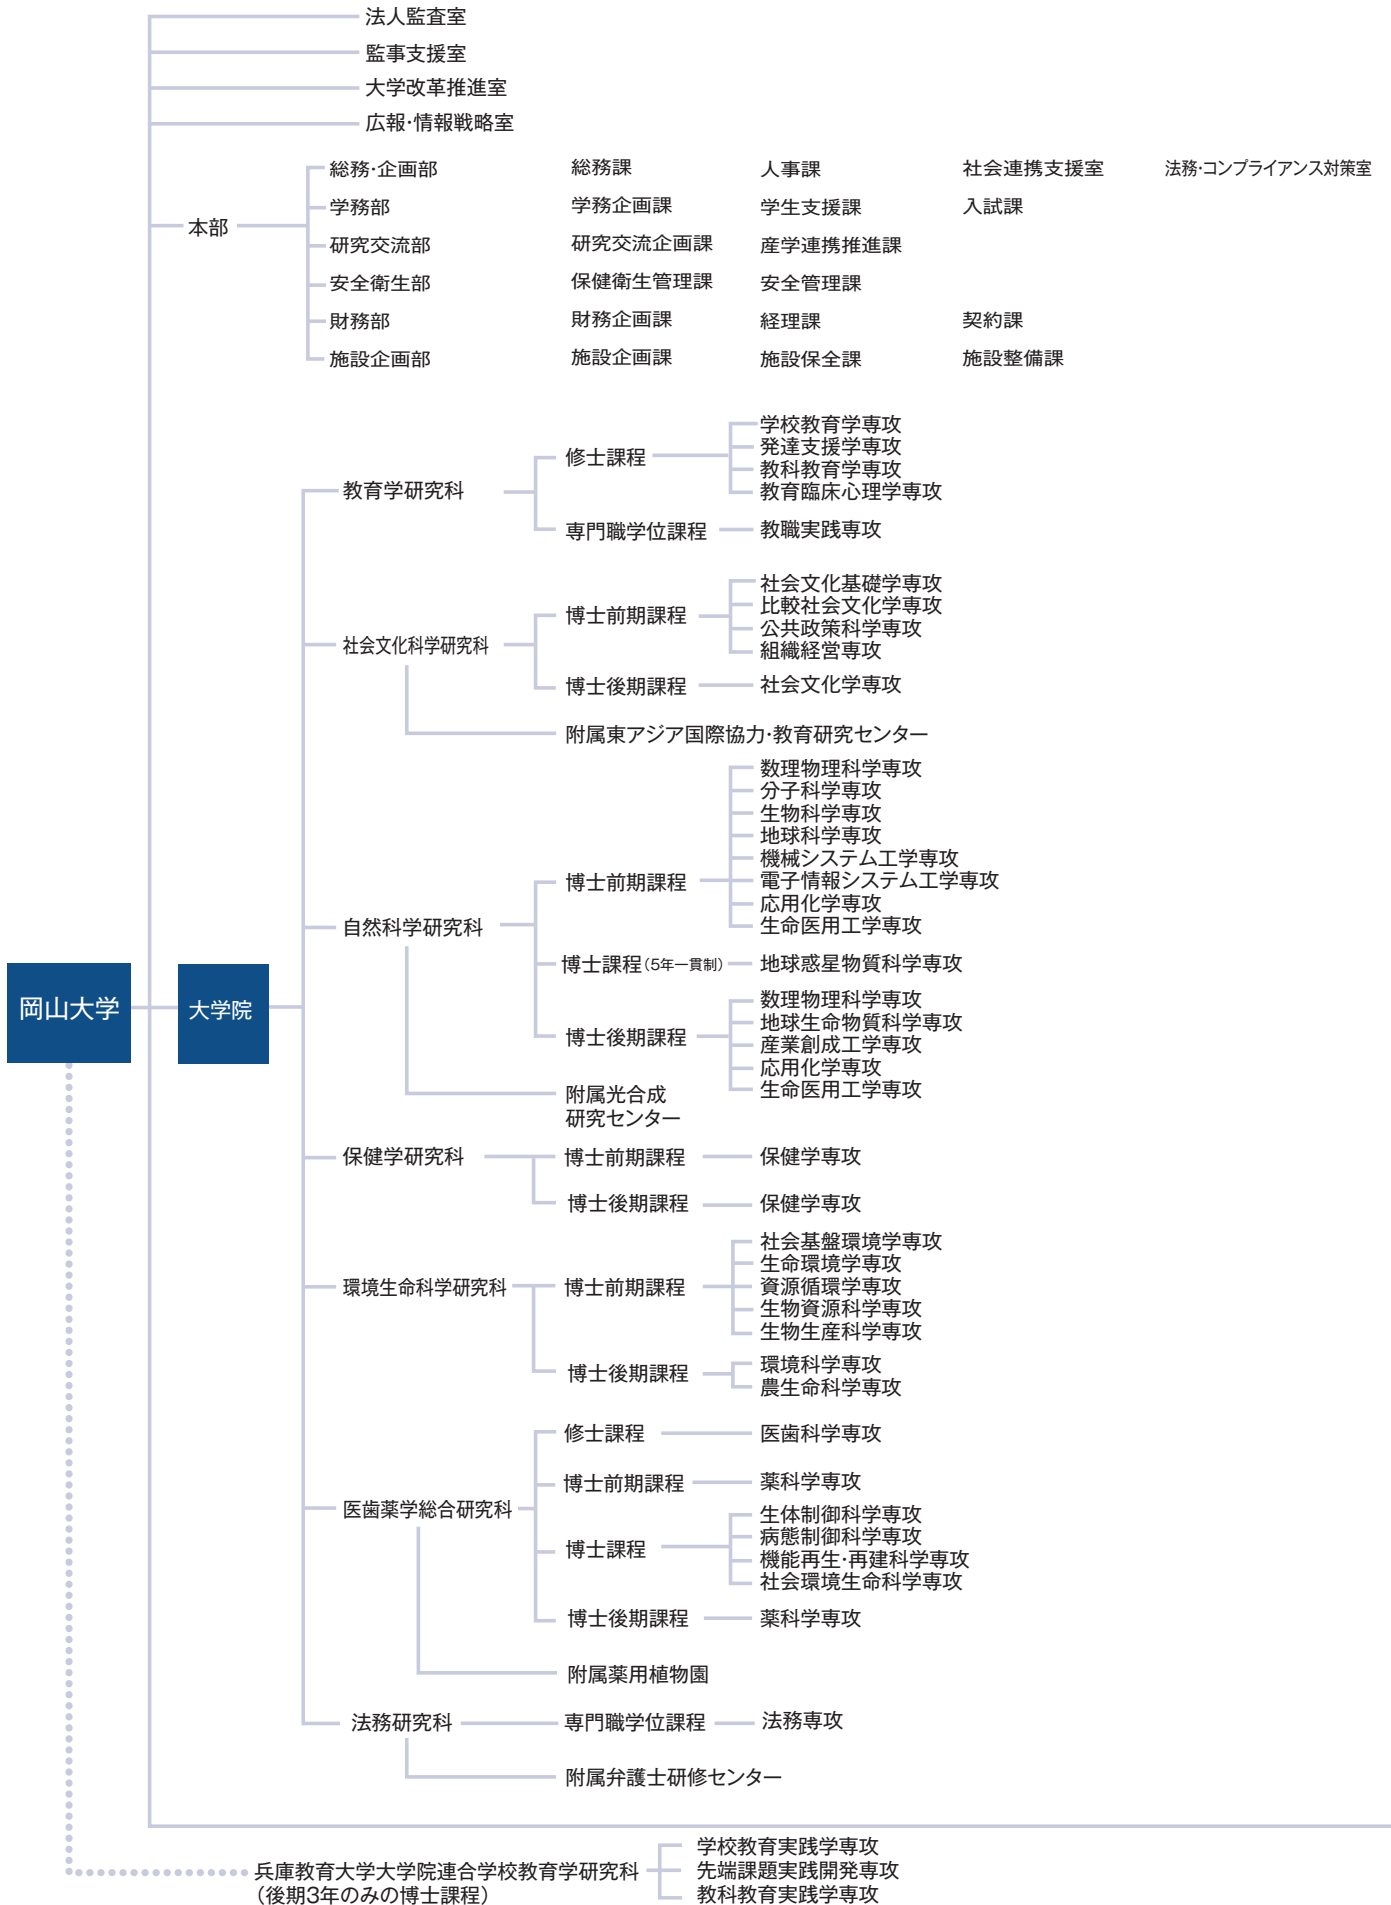 法人監査室
監事支援室
大学改革推進室
広報・情報戦略室
本部
総務・企画部 総務課 人事課 社会連携支援室 法務・コンプライアンス対策室
学務部 学務企画課 学生支援課 入試課
研究交流部 研究交流企画課 産学連携推進課
安全衛生部 保健衛生管理課 安全管理課
財務部 財務企画課 経理課 契約課
施設企画部 施設企画課 施設保全課 施設整備課
岡山大学
大学院
教育学研究科
修士課程
学校教育学専攻
発達支援学専攻
教科教育学専攻
教育臨床心理学専攻
専門職学位課程 教職実践専攻
社会文化科学研究科
博士前期課程
社会文化基礎学専攻
比較社会文化学専攻
公共政策科学専攻
組織経営専攻
博士後期課程 社会文化学専攻
附属東アジア国際協力・教育研究センター
自然科学研究科
博士前期課程
数理物理科学専攻
分子科学専攻
生物科学専攻
地球科学専攻
機械システム工学専攻
電子情報システム工学専攻
応用化学専攻
生命医用工学専攻
博士課程(5年一貫制) 地球惑星物質科学専攻
博士後期課程
数理物理科学専攻
地球生命物質科学専攻
産業創成工学専攻
応用化学専攻
生命医用工学専攻
附属光合成
研究センター
保健学研究科
博士前期課程 保健学専攻
博士後期課程 保健学専攻
環境生命科学研究科
博士前期課程
社会基盤環境学専攻
生命環境学専攻
資源循環学専攻
生物資源科学専攻
生物生産科学専攻
博士後期課程
環境科学専攻
農生命科学専攻
医歯薬学総合研究科
修士課程 医歯科学専攻
博士前期課程 薬科学専攻
博士課程
生体制御科学専攻
病態制御科学専攻
機能再生・再建科学専攻
社会環境生命科学専攻
博士後期課程 薬科学専攻
附属薬用植物園
法務研究科
専門職学位課程 法務専攻
附属弁護士研修センター
兵庫教育大学大学院連合学校教育学研究科
(後期3年のみの博士課程)
学校教育実践学専攻
先端課題実践開発専攻
教科教育実践学専攻